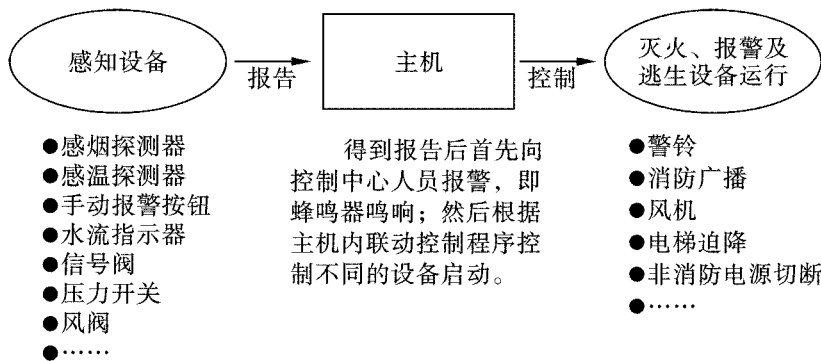 感知设备
报告
主机
控制
灭火、报警及
逃生设备运行
●感烟探测器
●感温探测器
●手动报警按钮
●水流指示器
●信号阀
●压力开关
●风阀
●……
得到报告后首先向
控制中心人员报警，即
蜂鸣器鸣响；然后根据
主机内联动控制程序控
制不同的设备启动。
●警铃
●消防广播
●风机
●电梯迫降
●非消防电源切断
●……